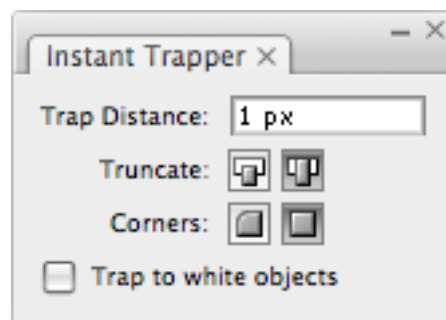 Instant Trapper
Trap Distance: 1 px
Truncate:
Corners:
Trap to white objects